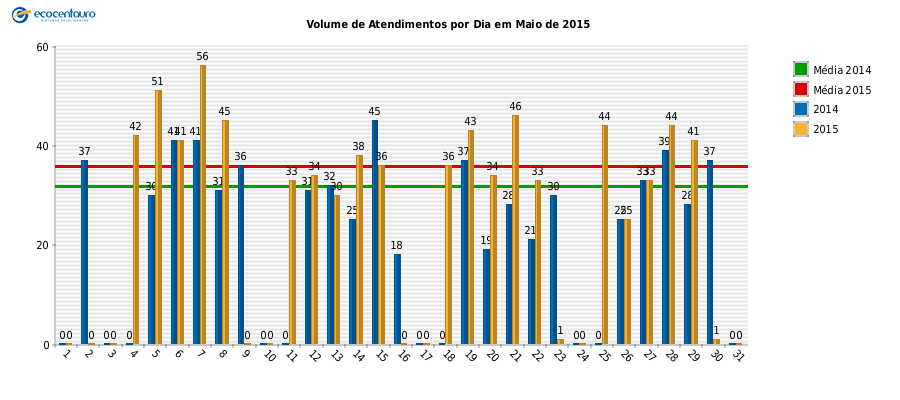 ecocentauro
Volume de Atendimentos por Dia em Maio de 2015
60
40
20
0
Média 2014
Média 2015
2014
2015
0 0 37 0 0 0 0 42 30 51 41 41 41 56 31 45 36 0 0 0 0 33 31 34 32 30 25 38 45 36 18 0 0 0 0 36 37 43 19 34 28 46 21 33 30 1 0 0 0 44 25 25 33 33 39 44 28 41 37 1 0 0
1 2 3 4 5 6 7 8 9 10 11 12 13 14 15 16 17 18 19 20 21 22 23 24 25 26 27 28 29 30 31